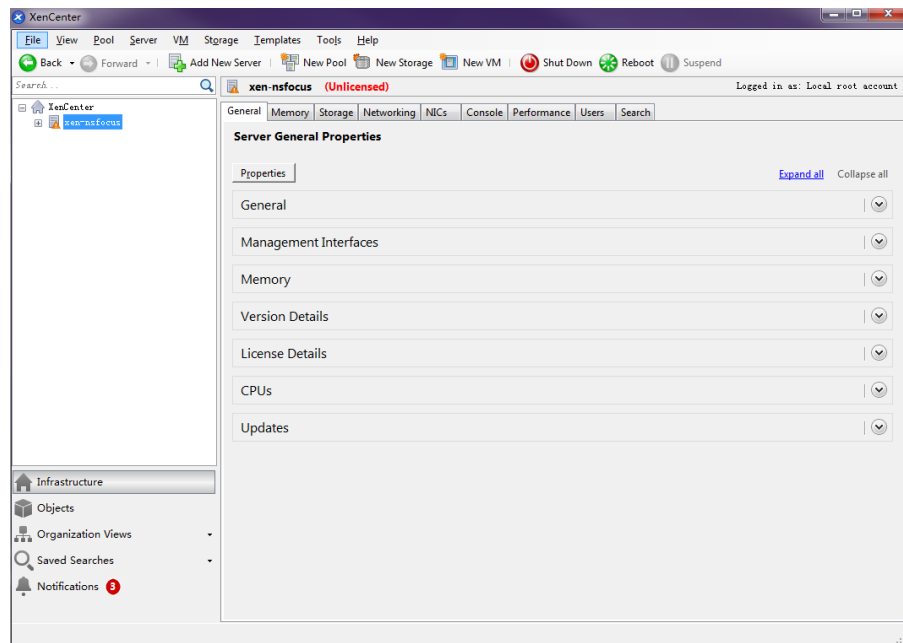 XenCenter
File View Pool Server VM Storage Templates Tools Help
Back Forward Add New Server New Pool New Storage New VM Shut Down Reboot Suspend
Search...
xen-nsfocus (Unlicensed) Logged in as: Local root account
XenCenter
xen-nsfocus
General Memory Storage Networking NICs Console Performance Users Search
Server General Properties
Properties Expand all Collapse all
General
Management Interfaces
Memory
Version Details
License Details
CPUs
Updates
Infrastructure
Objects
Organization Views
Saved Searches
Notifications 3